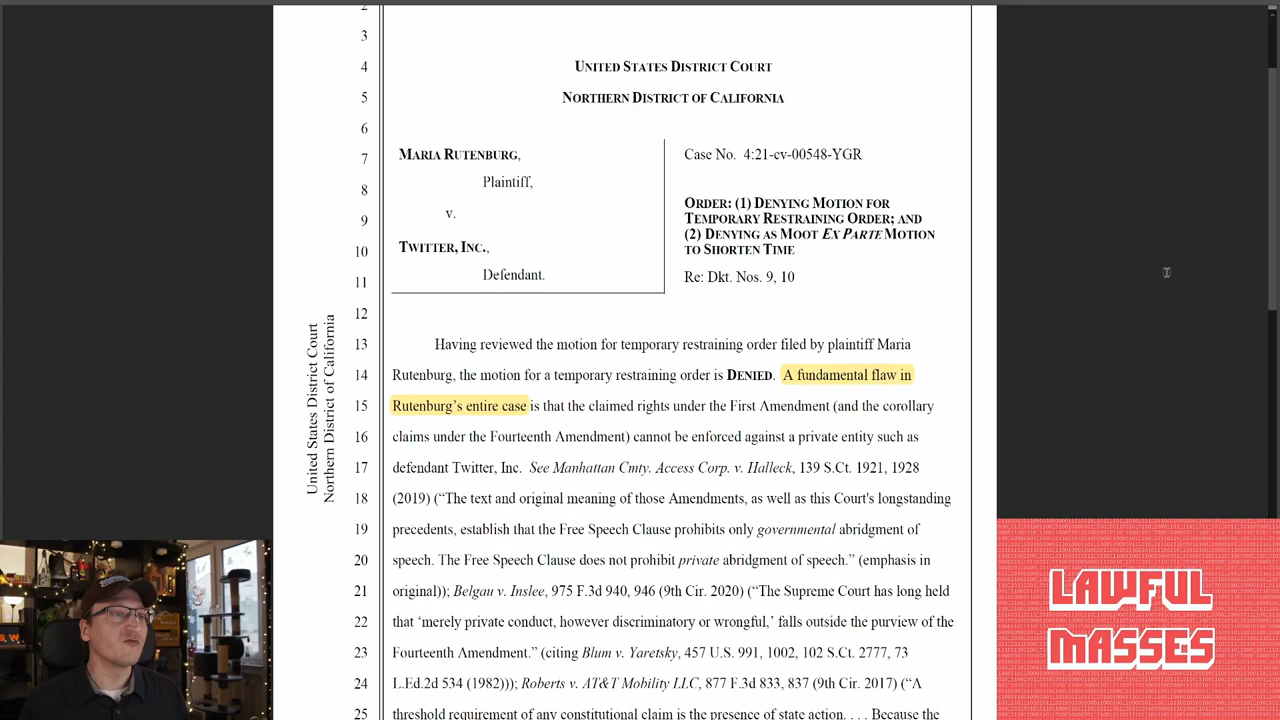 2
3
4 UNITED STATES DISTRICT COURT
5 NORTHERN DISTRICT OF CALIFORNIA
6
7 MARIA RUTENBURG, Case No. 4:21-cv-00548-YGR
Plaintiff,
8
ORDER: (1) DENYING MOTION FOR
v. TEMPORARY RESTRAINING ORDER; AND
9
(2) DENYING AS MOOT EX PARTE MOTION
10 TWITTER, INC., TO SHORTEN TIME
Defendant. Re: Dkt. Nos. 9, 10
11
12
13 Having reviewed the motion for temporary restraining order filed by plaintiff Maria
14 Rutenburg, the motion for a temporary restraining order is DENIED. A fundamental flaw in
15 Rutenburg's entire case is that the claimed rights under the First Amendment (and the corollary
16 claims under the Fourteenth Amendment) cannot be enforced against a private entity such as
17 defendant Twitter, Inc. See Manhattan Cmty. Access Corp. v. Halleck, 139 S.Ct. 1921, 1928
18 (2019) (“The text and original meaning of those Amendments, as well as this Court's longstanding
19 precedents, establish that the Free Speech Clause prohibits only governmental abridgment of
20 speech. The Free Speech Clause does not prohibit private abridgment of speech.” (emphasis in
21 original)); Belgau v. Inslee, 975 F.3d 940, 946 (9th Cir. 2020) (“The Supreme Court has long held
22 that ‘merely private conduct, however discriminatory or wrongful,’ falls outside the purview of the
23 Fourteenth Amendment.” (citing Blum v. Yaretsky, 457 U.S. 991, 1002, 102 S.Ct. 2777, 73
24 L.Ed.2d 534 (1982))); Roberts v. AT&T Mobility LLC, 877 F.3d 833, 837 (9th Cir. 2017) (“A
25 threshold requirement of any constitutional claim is the presence of state action. . . . Because the
United States District Court
Northern District of California
LAWFUL
MASSES